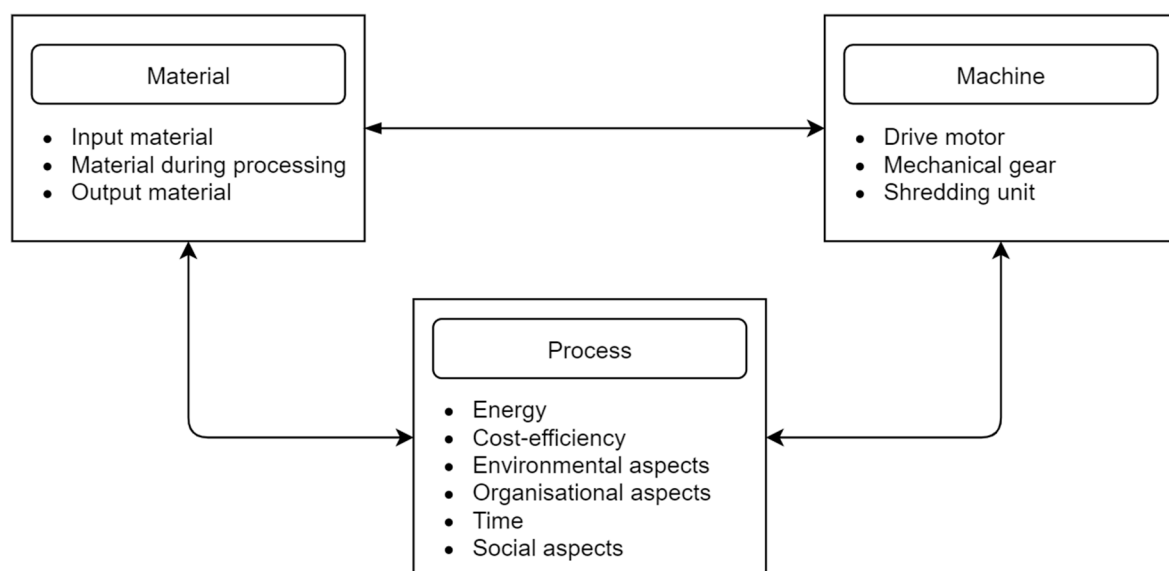 Material
• Input material
• Material during processing
• Output material
Machine
• Drive motor
• Mechanical gear
• Shredding unit
Process
• Energy
• Cost-efficiency
• Environmental aspects
• Organisational aspects
• Time
• Social aspects